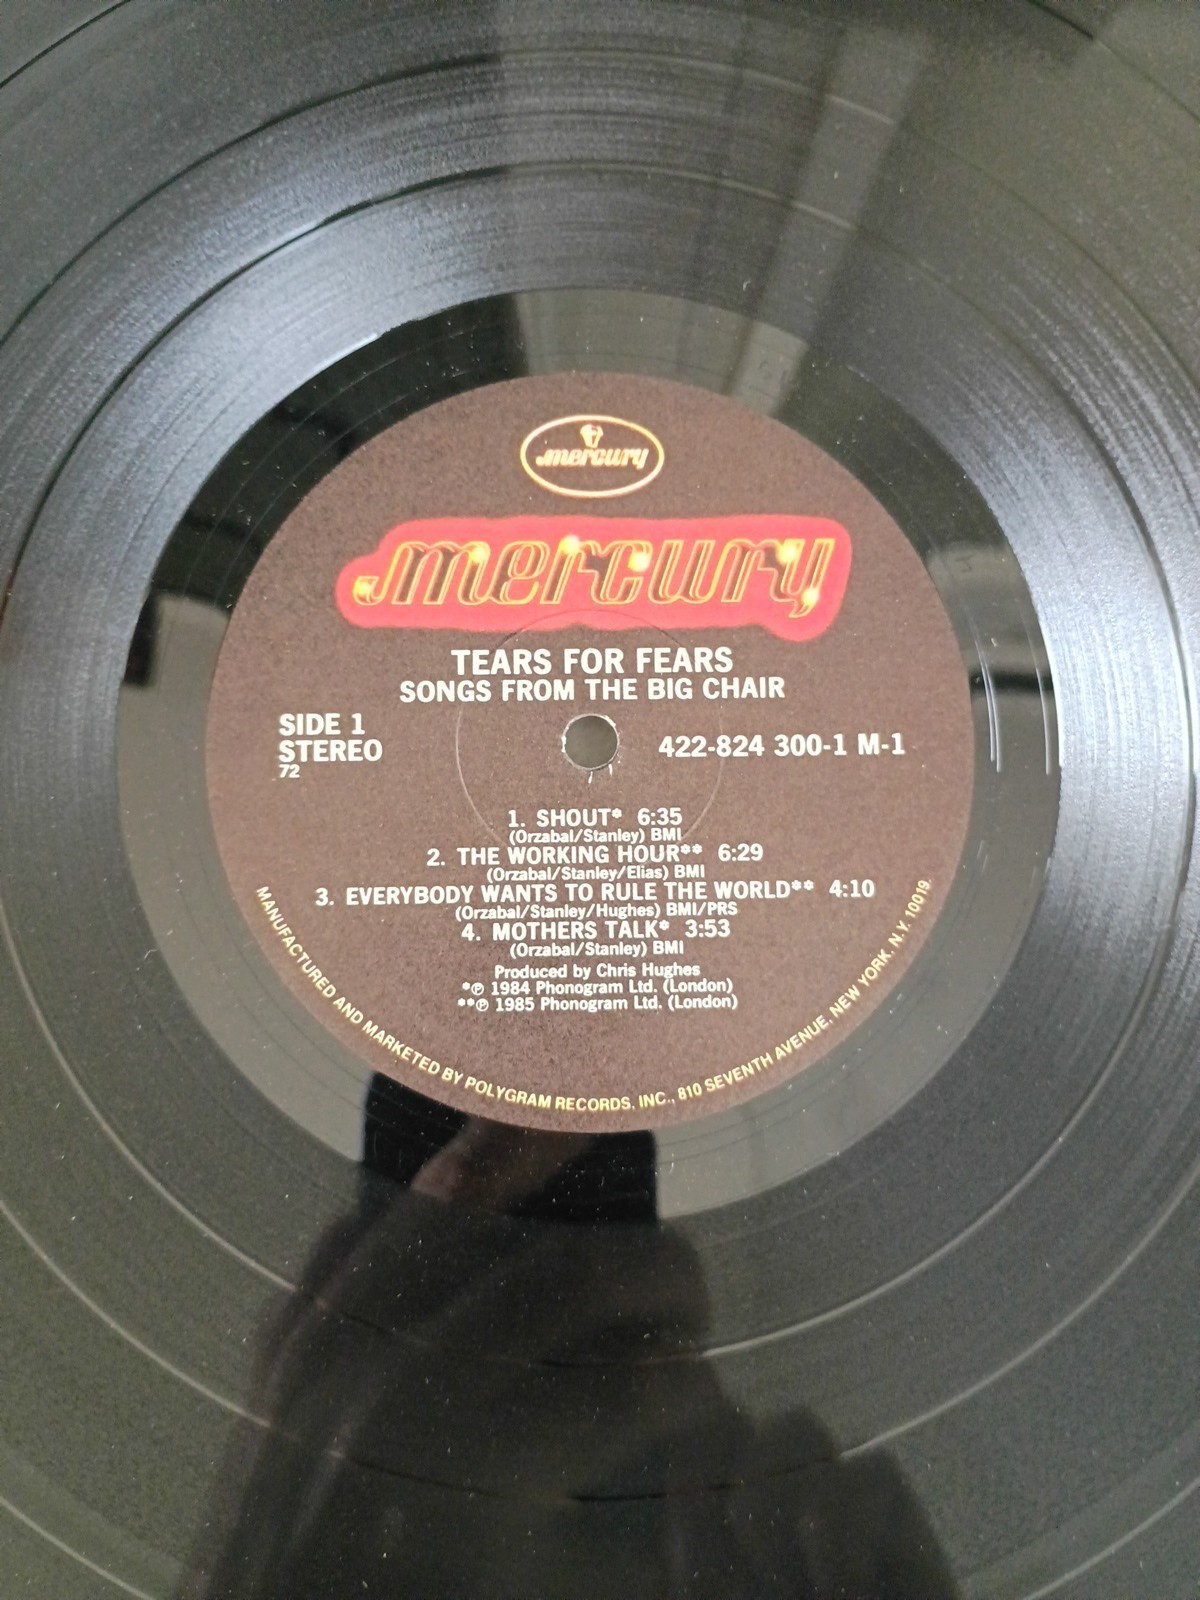 mercury
mercury
TEARS FOR FEARS
SONGS FROM THE BIG CHAIR
SIDE 1
STEREO
72
422-824 300-1 M-1
1. SHOUT* 6:35
(Orzabal/Stanley) BMI
2. THE WORKING HOUR** 6:29
(Orzabal/Stanley/Elias) BMI
3. EVERYBODY WANTS TO RULE THE WORLD** 4:10
(Orzabal/Stanley/Hughes) BMI/PRS
4. MOTHERS TALK* 3:53
(Orzabal/Stanley) BMI
Produced by Chris Hughes
*℗ 1984 Phonogram Ltd. (London)
**℗ 1985 Phonogram Ltd. (London)
MANUFACTURED AND MARKETED BY POLYGRAM RECORDS, INC., 810 SEVENTH AVENUE, NEW YORK, N.Y. 10019.